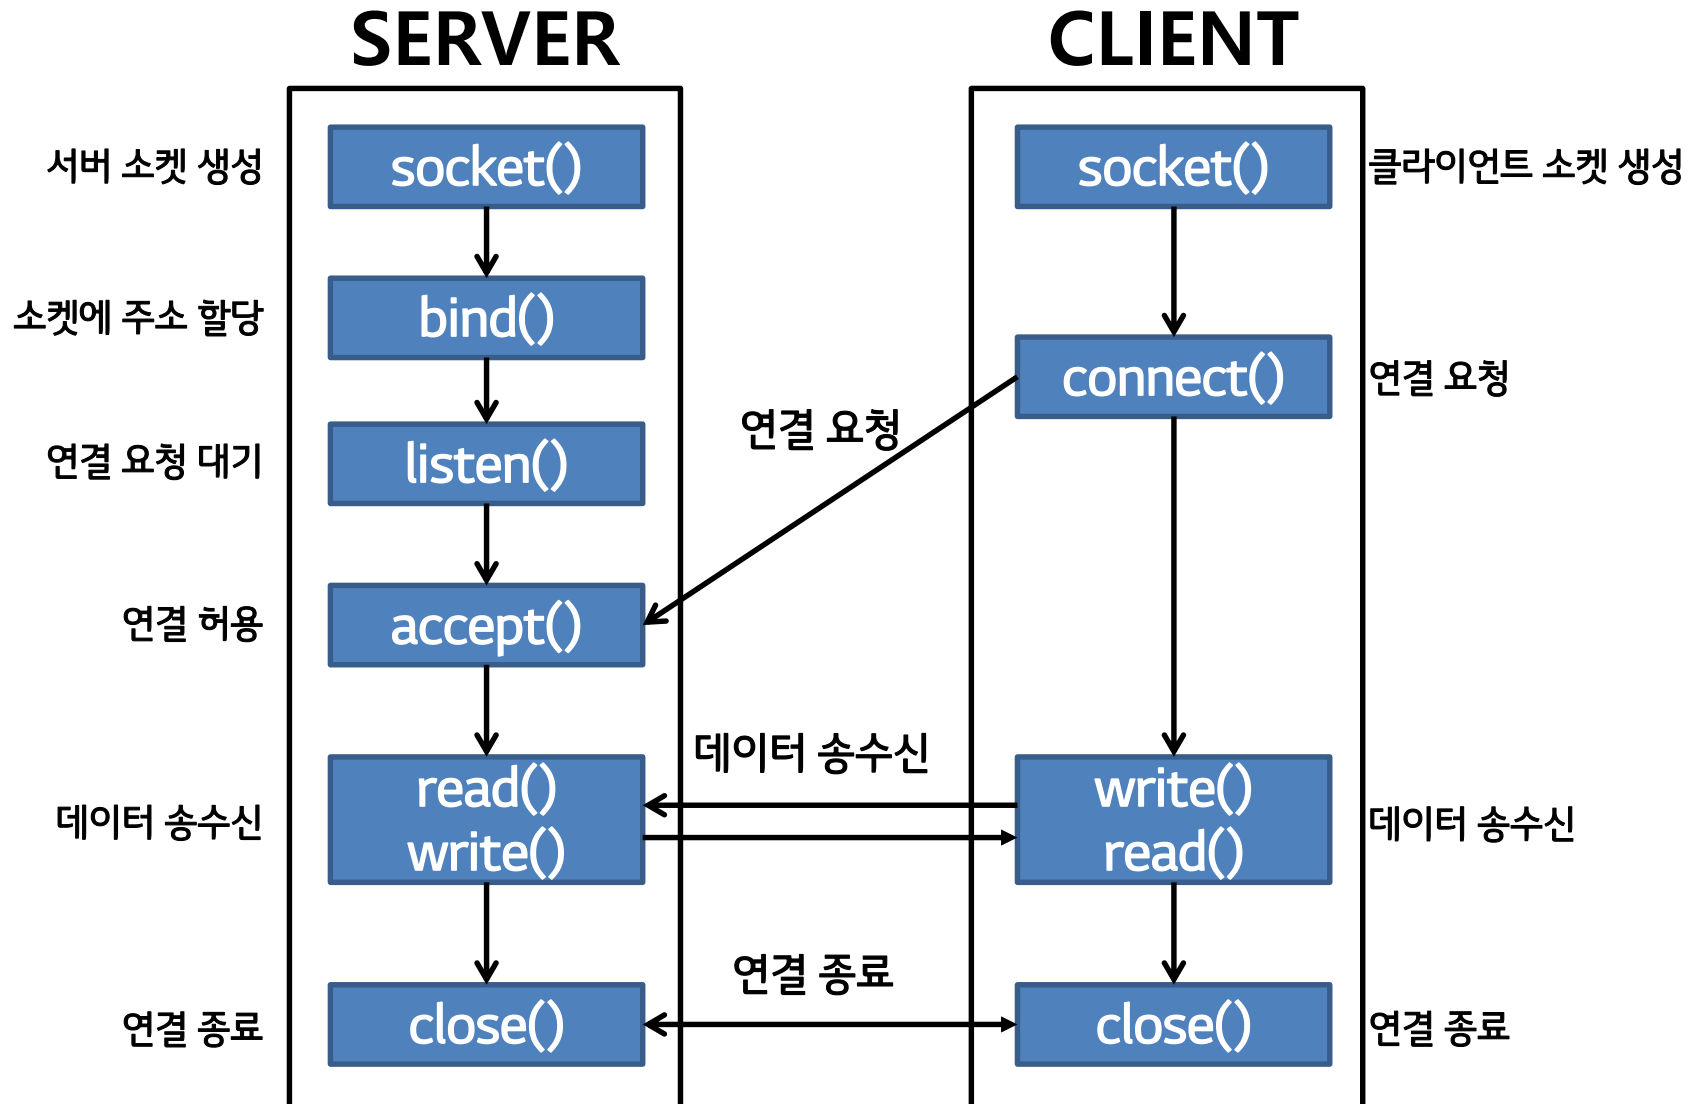 SERVER
CLIENT
서버 소켓 생성
socket()
socket()
클라이언트 소켓 생성
소켓에 주소 할당
bind()
connect()
연결 요청
연결 요청
연결 요청 대기
listen()
연결 허용
accept()
데이터 송수신
데이터 송수신
read()
write()
write()
read()
데이터 송수신
연결 종료
연결 종료
close()
close()
연결 종료